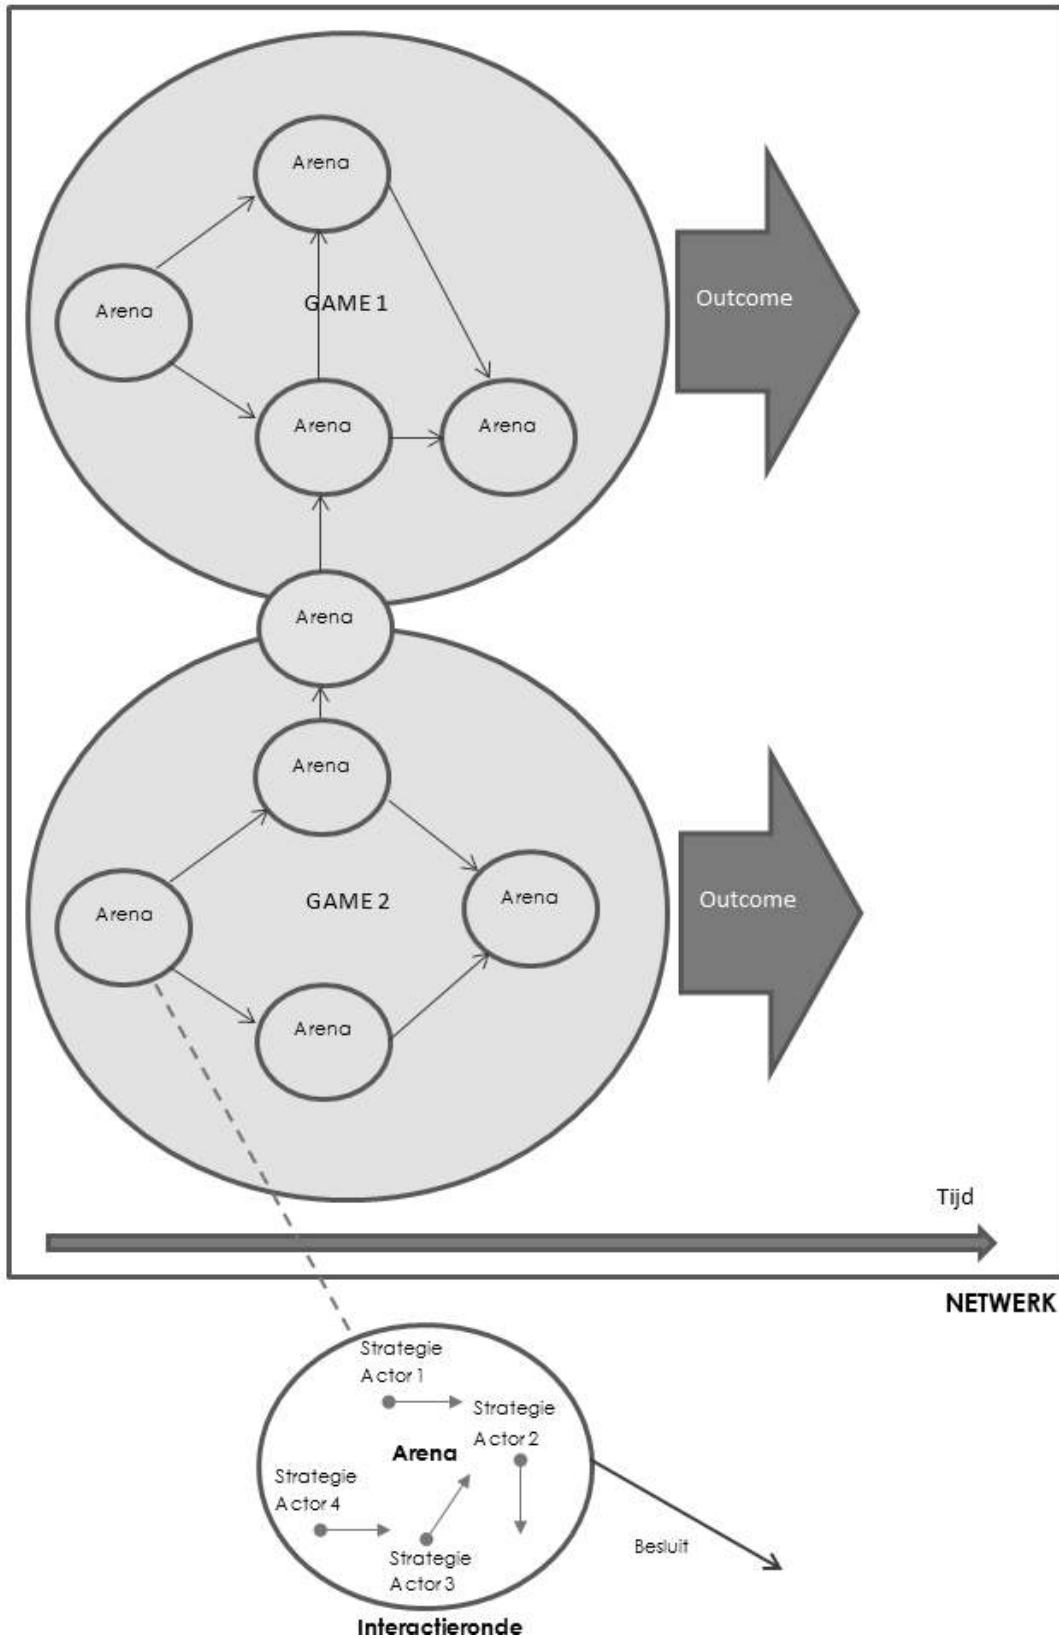 Arena
Arena
GAME 1
Outcome
Arena
Arena
Arena
Arena
Arena
GAME 2
Arena
Outcome
Arena
Arena
Tijd
NETWERK
Strategie
Actor 1
Strategie
Actor 2
Arena
Strategie
Actor 4
Strategie
Actor 3
Besluit
Interactieronde